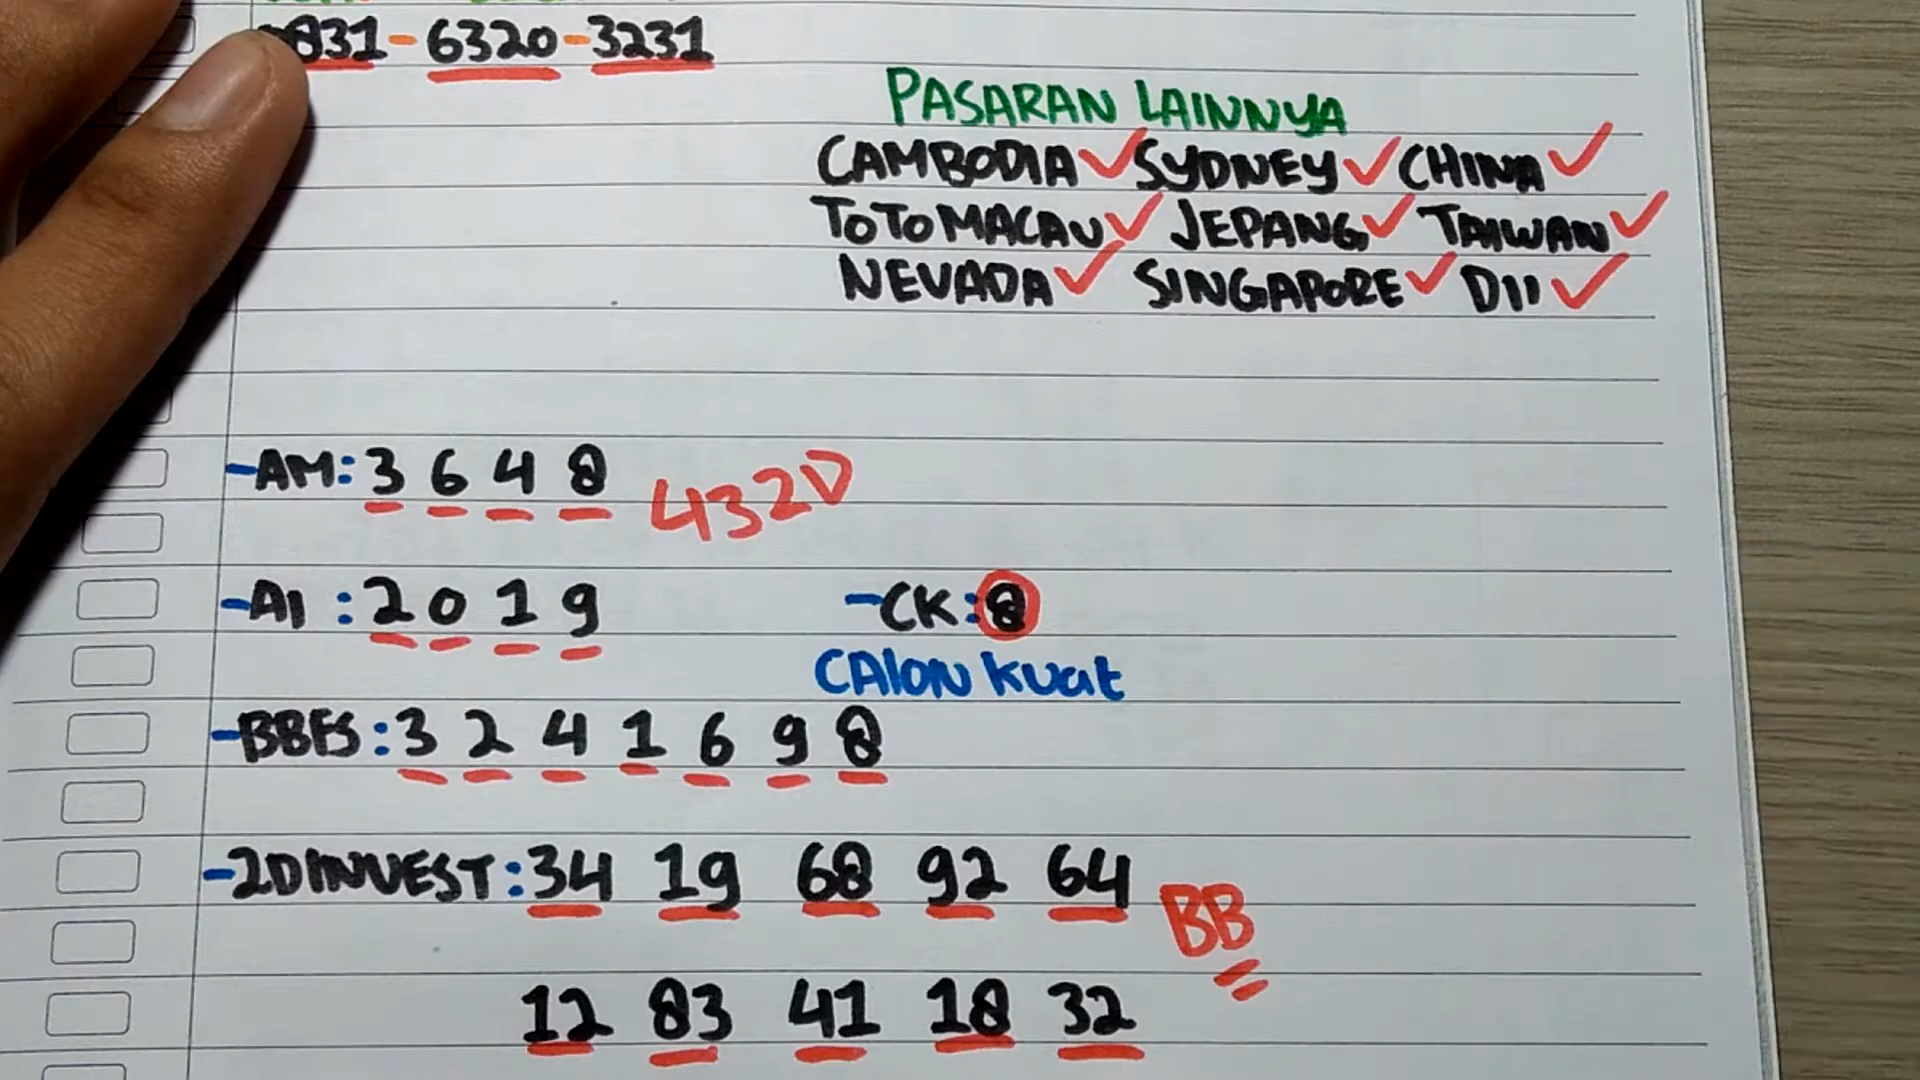 831-6320-3231
PASARAN LAINNYA
CAMBODIA✓ SYDNEY✓ CHINA✓
TOTOMACAU✓ JEPANG✓ TAIWAN✓
NEVADA✓ SINGAPORE✓ Dll✓
-AM: 3 6 4 8 432D
-AI: 2 0 1 9
-CK: 8
CAlON KUat
-BBFS: 3 2 4 1 6 9 8
-2DINVEST: 34 19 68 92 64
BB
12 83 41 18 32